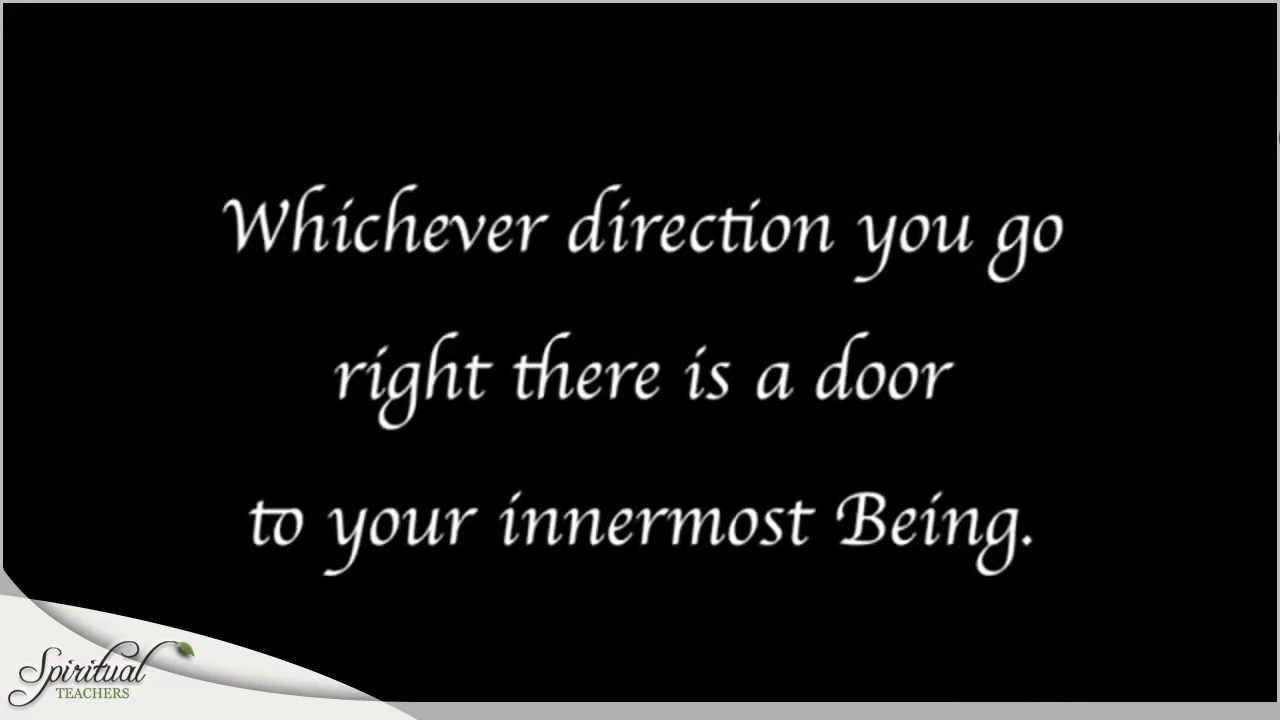 Whichever direction you go
right there is a door
to your innermost Being.
Spiritual
TEACHERS